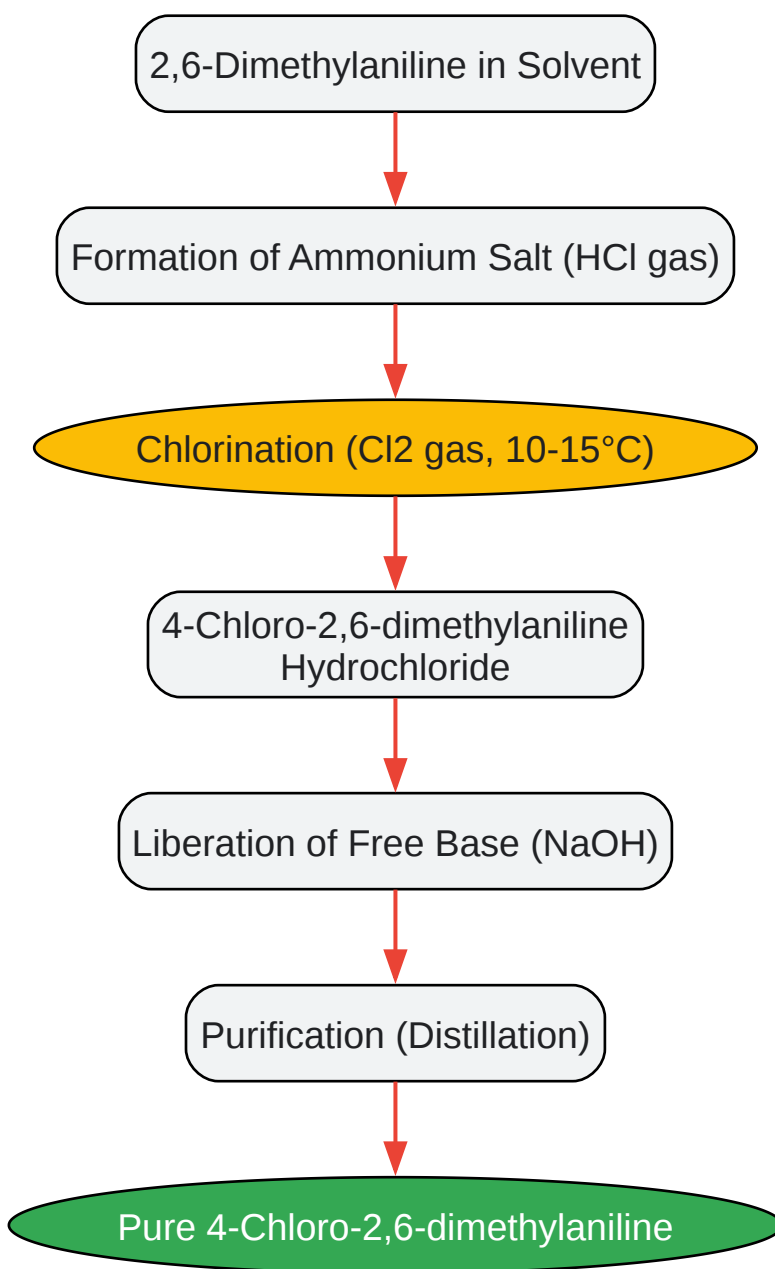 2,6-Dimethylaniline in Solvent
Formation of Ammonium Salt (HCl gas)
Chlorination (Cl2 gas, 10-15°C)
4-Chloro-2,6-dimethylaniline
Hydrochloride
Liberation of Free Base (NaOH)
Purification (Distillation)
Pure 4-Chloro-2,6-dimethylaniline